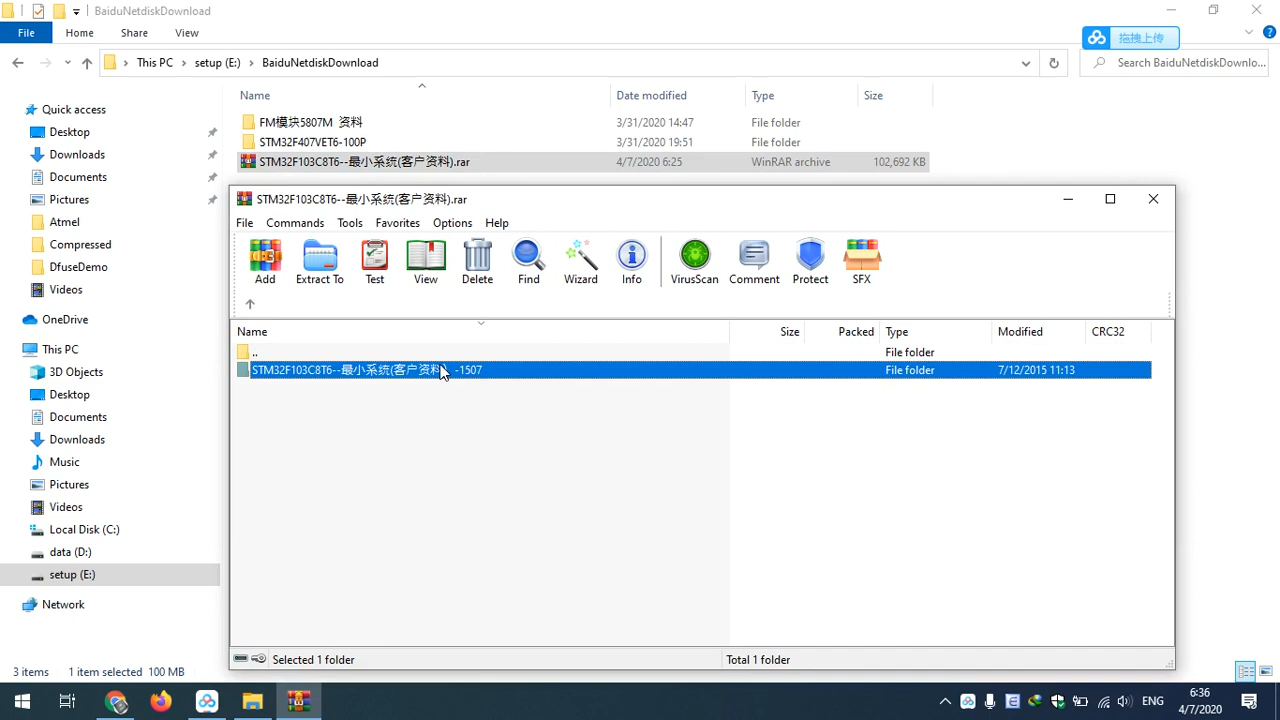 BaiduNetdiskDownload
File Home Share View
拖拽上传
This PC setup (E:) BaiduNetdiskDownload
Search BaiduNetdiskDownlo...
Quick access
Desktop
Downloads
Documents
Pictures
Atmel
Compressed
DfuseDemo
Videos
OneDrive
This PC
3D Objects
Desktop
Documents
Downloads
Music
Pictures
Videos
Local Disk (C:)
data (D:)
setup (E:)
Network
Name Date modified Type Size
FM模块5807M 资料 3/31/2020 14:47 File folder
STM32F407VET6-100P 3/31/2020 19:51 File folder
STM32F103C8T6--最小系统(客户资料).rar 4/7/2020 6:25 WinRAR archive 102,692 KB
STM32F103C8T6--最小系统(客户资料).rar
File Commands Tools Favorites Options Help
Add Extract To Test View Delete Find Wizard Info VirusScan Comment Protect SFX
Name Size Packed Type Modified CRC32
.. File folder
STM32F103C8T6--最小系统(客户资料 -1507 File folder 7/12/2015 11:13
Selected 1 folder Total 1 folder
3 items 1 item selected 100 MB
ENG
6:36
4/7/2020